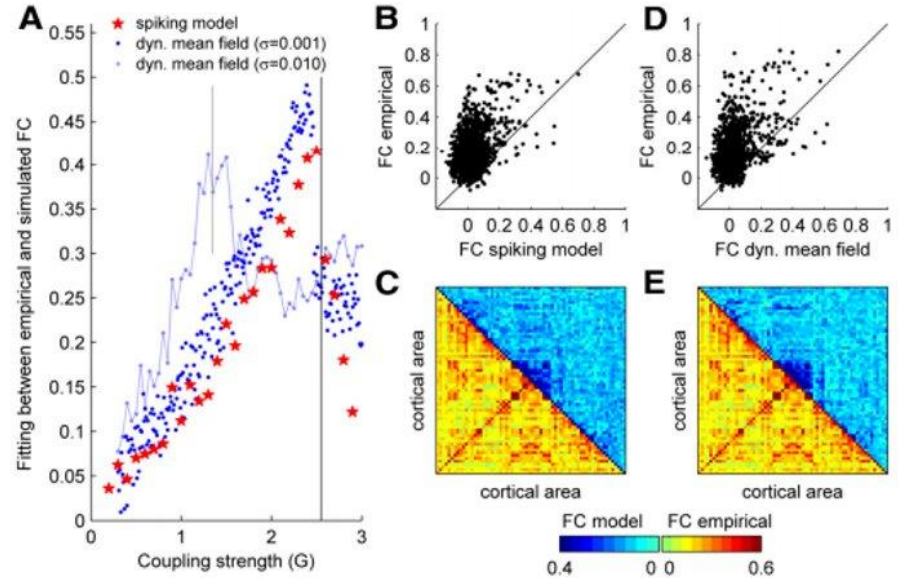 A
spiking model
dyn. mean field (σ=0.001)
dyn. mean field (σ=0.010)
Fitting between empirical and simulated FC
0.55
0.5
0.45
0.4
0.35
0.3
0.25
0.2
0.15
0.1
0.05
0
0 1 2 3
Coupling strength (G)
B
FC empirical
1
0.8
0.6
0.4
0.2
0
0 0.2 0.4 0.6 0.8 1
FC spiking model
D
FC empirical
1
0.8
0.6
0.4
0.2
0
0 0.2 0.4 0.6 0.8 1
FC dyn. mean field
C
cortical area
cortical area
E
cortical area
cortical area
FC model FC empirical
0.4 0 0 0.6